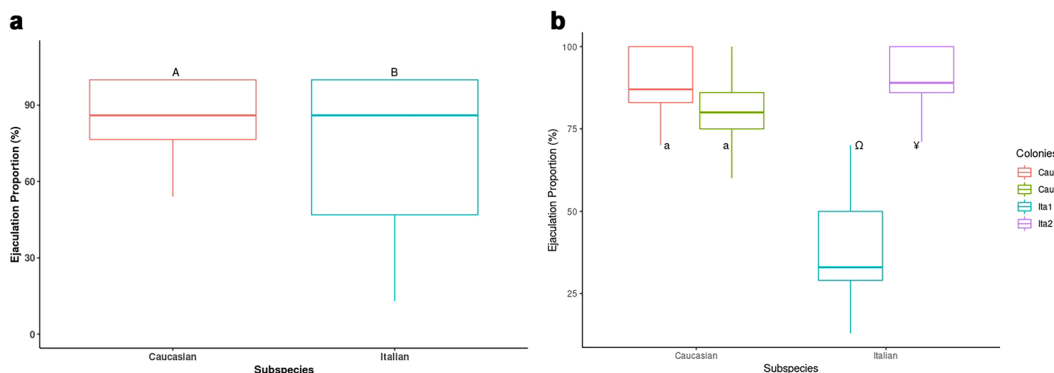 a
A
B
90
60
30
0
Ejaculation Proportion (%)
Caucasian
Italian
Subspecies
b
100
75
50
25
Ejaculation Proportion (%)
a
a
Ω
¥
Caucasian
Italian
Subspecies
Colonies
Cau
Cau
Ita1
Ita2